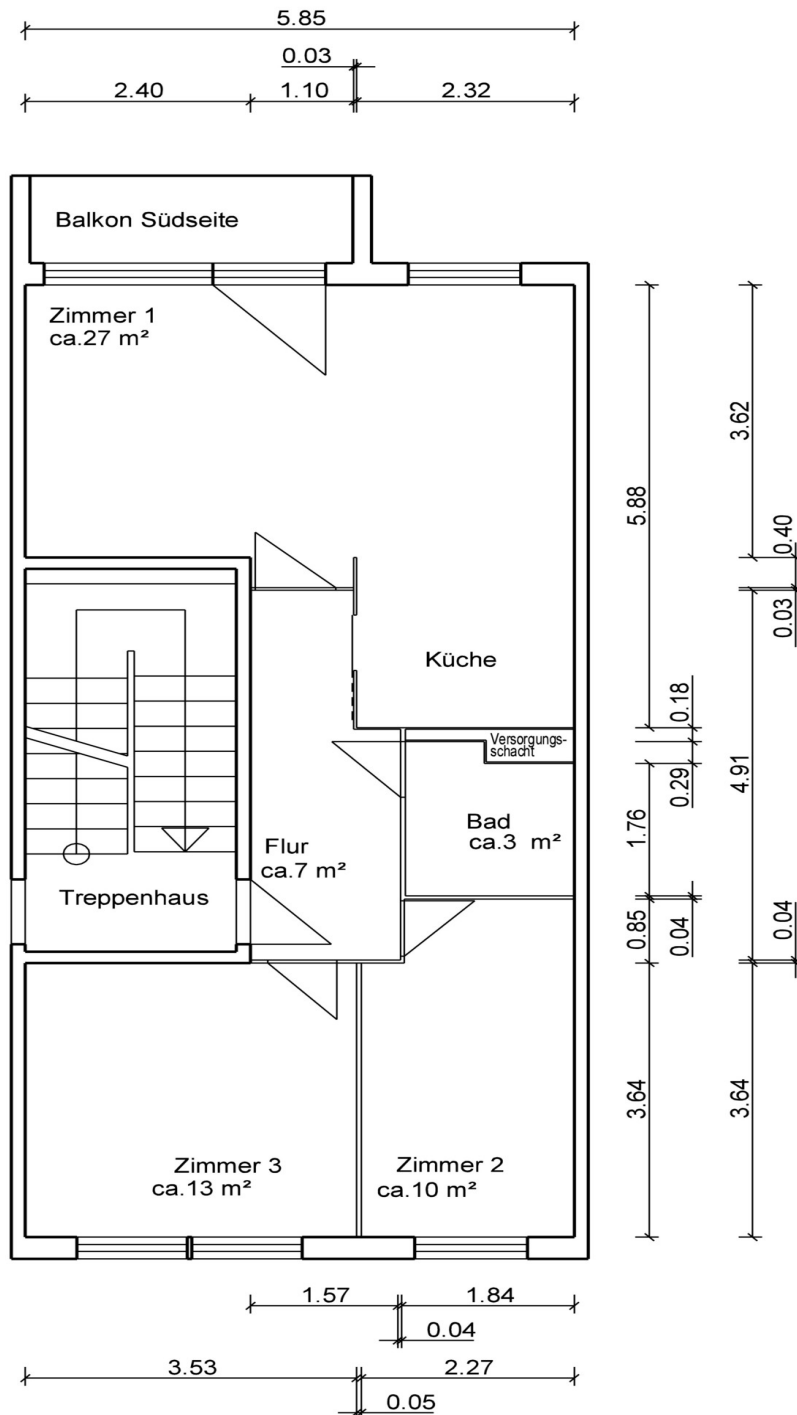 5.85
0.03
2.40
1.10
2.32
Balkon Südseite
Zimmer 1
ca.27 m²
5.88
3.62
0.40
0.03
Küche
0.18
Versorgungs-
schacht
0.29
4.91
Bad
ca.3 m²
1.76
Flur
ca.7 m²
Treppenhaus
0.85
0.04
0.04
3.64
3.64
Zimmer 3
ca.13 m²
Zimmer 2
ca.10 m²
1.57
1.84
0.04
3.53
2.27
0.05